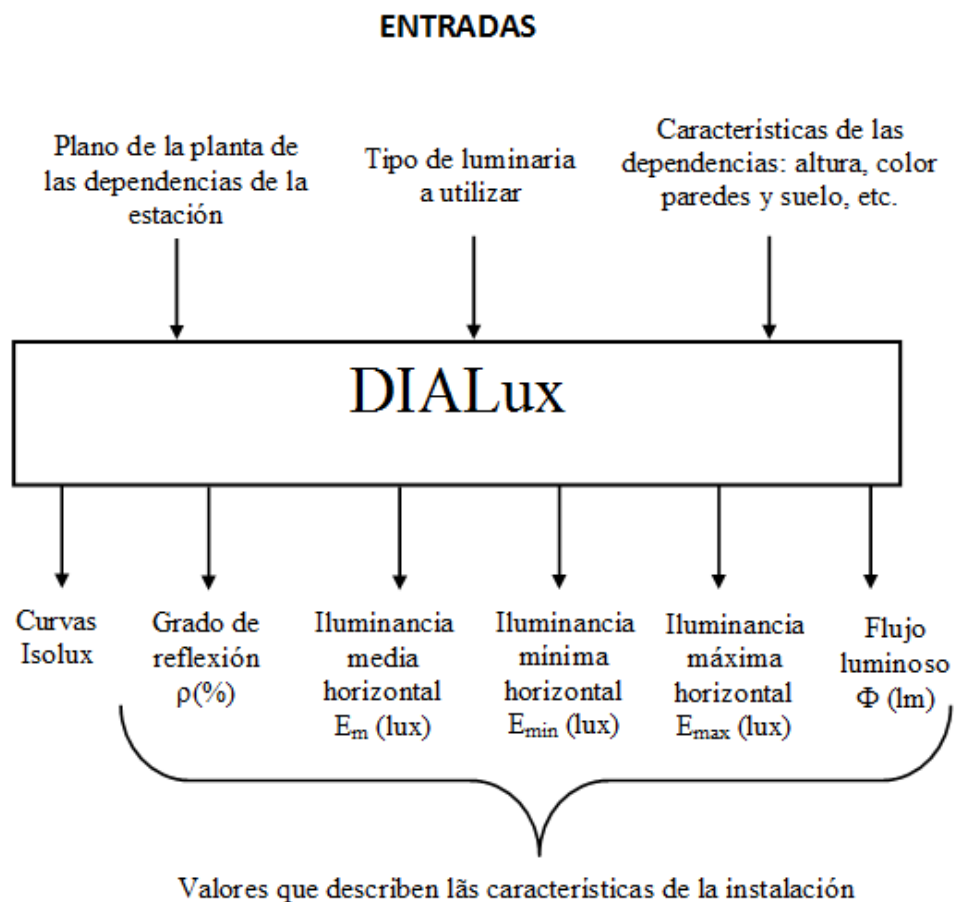 ENTRADAS
Plano de la planta de
las dependencias de la
estación
Tipo de luminaria
a utilizar
Características de las
dependencias: altura, color
paredes y suelo, etc.
DIALux
Curvas
Isolux
Grado de
reflexión
ρ(%)
Iluminancia
media
horizontal
Em (lux)
Iluminancia
mínima
horizontal
Emin (lux)
Iluminancia
máxima
horizontal
Emax (lux)
Flujo
luminoso
Φ (lm)
Valores que describen lãs características de la instalación